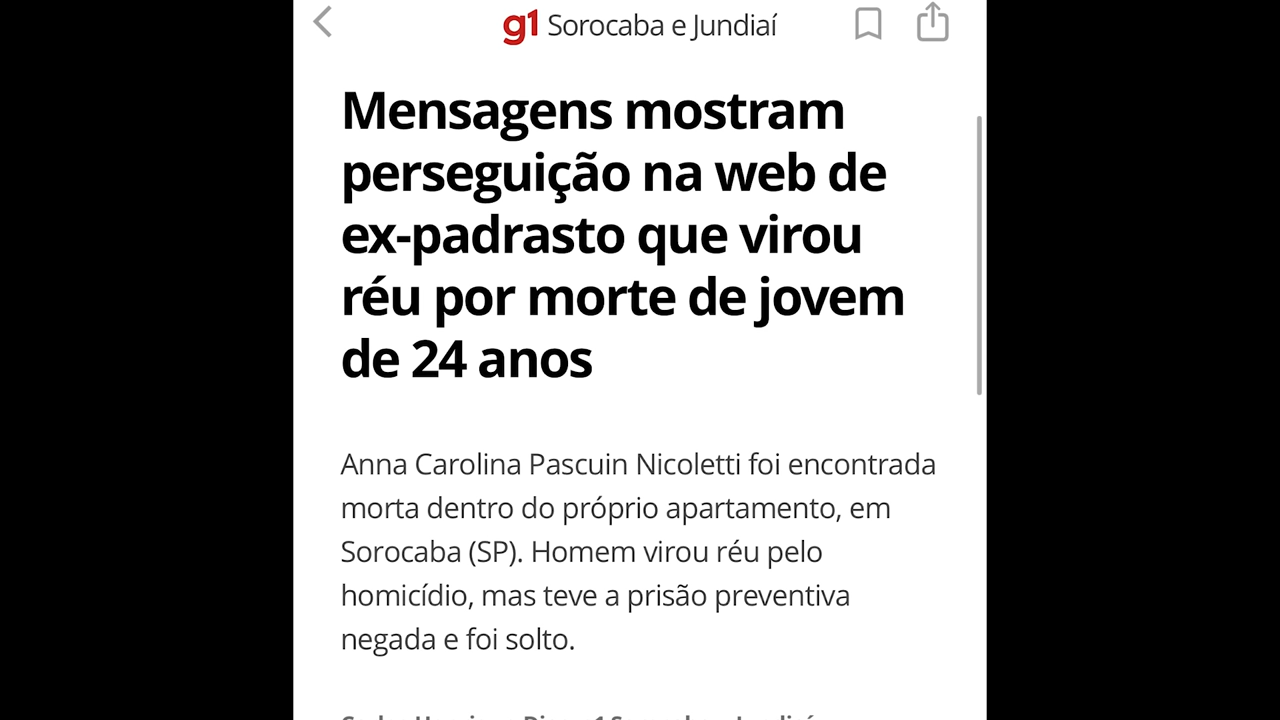 g1 Sorocaba e Jundiaí
Mensagens mostram
perseguição na web de
ex-padrasto que virou
réu por morte de jovem
de 24 anos
Anna Carolina Pascuin Nicoletti foi encontrada
morta dentro do próprio apartamento, em
Sorocaba (SP). Homem virou réu pelo
homicídio, mas teve a prisão preventiva
negada e foi solto.